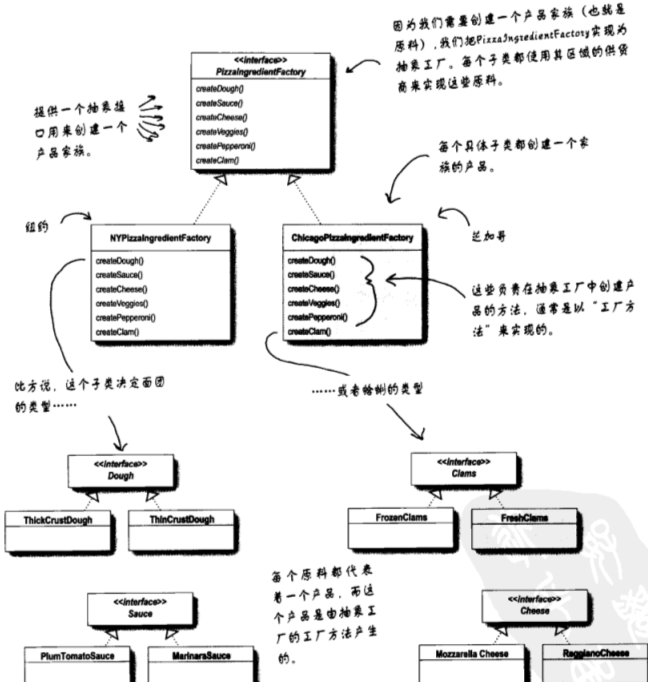 因为我们需要创建一个产品家族（也就是
原料），我们把PizzaIngredientFactory实现为
抽象工厂。每个子类都使用其区域的供货
商来实现这些原料。
<<interface>>
PizzaIngredientFactory
createDough()
createSauce()
createCheese()
createVeggies()
createPepperoni()
createClam()
提供一个抽象接
口用来创建一个
产品家族。
每个具体子类都创建一个家
族的产品。
纽约
NYPizzaIngredientFactory
createDough()
createSauce()
createCheese()
createVeggies()
createPepperoni()
createClam()
ChicagoPizzaIngredientFactory
createDough()
createSauce()
createCheese()
createVeggies()
createPepperoni()
createClam()
芝加哥
这些负责在抽象工厂中创建产
品的方法，通常是以“工厂方
法”来实现的。
比方说，这个子类决定面团
的类型……
……或者蛤蜊的类型
<<interface>>
Dough
ThickCrustDough
ThinCrustDough
<<interface>>
Clams
FrozenClams
FreshClams
每个原料都代表
着一个产品，而这
个产品是由抽象工
厂的工厂方法产生
的。
<<interface>>
Sauce
PlumTomatoSauce
MarinaraSauce
<<interface>>
Cheese
Mozzarella Cheese
ReggianoCheese